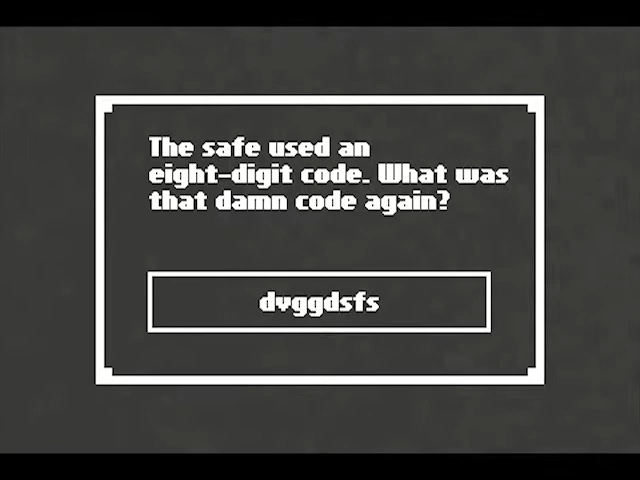 The safe used an
eight-digit code. What was
that damn code again?
dvggdsfs